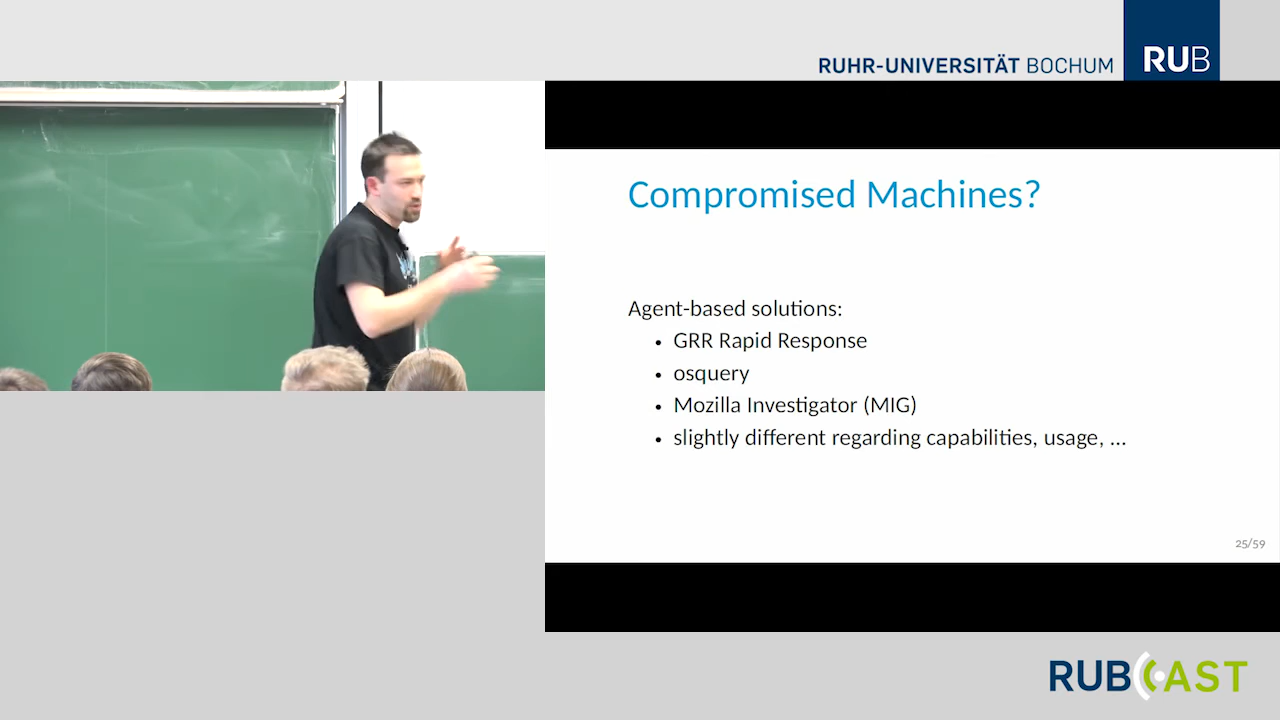 RUHR-UNIVERSITÄT BOCHUM
RUB
Compromised Machines?
Agent-based solutions:
• GRR Rapid Response
• osquery
• Mozilla Investigator (MIG)
• slightly different regarding capabilities, usage, ...
25/59
RUBCAST